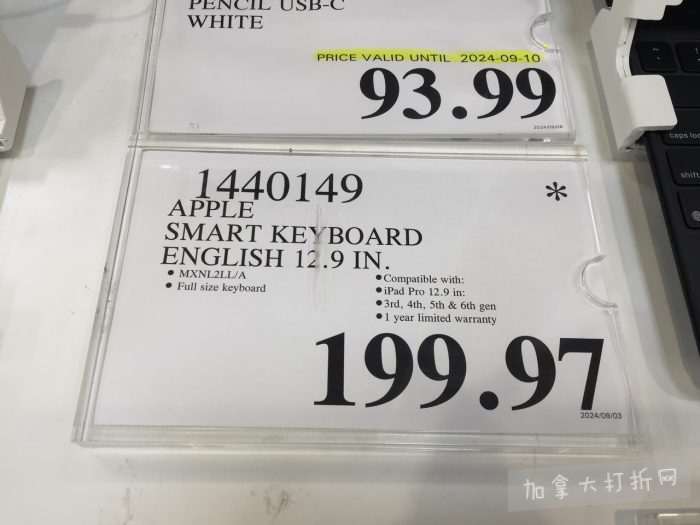 PENCIL USB-C
WHITE
PRICE VALID UNTIL 2024-09-10
93.99
1440149
*
APPLE
SMART KEYBOARD
ENGLISH 12.9 IN.
• MXNL2LL/A
• Full size keyboard
• Compatible with:
• iPad Pro 12.9 in:
• 3rd, 4th, 5th & 6th gen
• 1 year limited warranty
199.97
2024/09/03
caps loc
shift
加拿大打折网